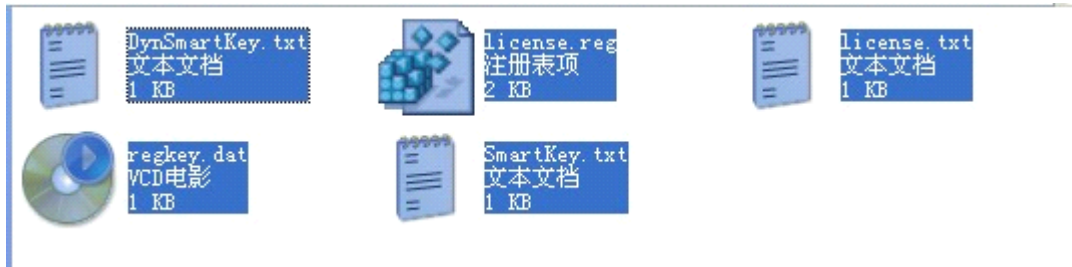 DynSmartKey.txt
文本文档
1 KB
license.reg
注册表项
2 KB
license.txt
文本文档
1 KB
regkey.dat
VCD电影
1 KB
SmartKey.txt
文本文档
1 KB